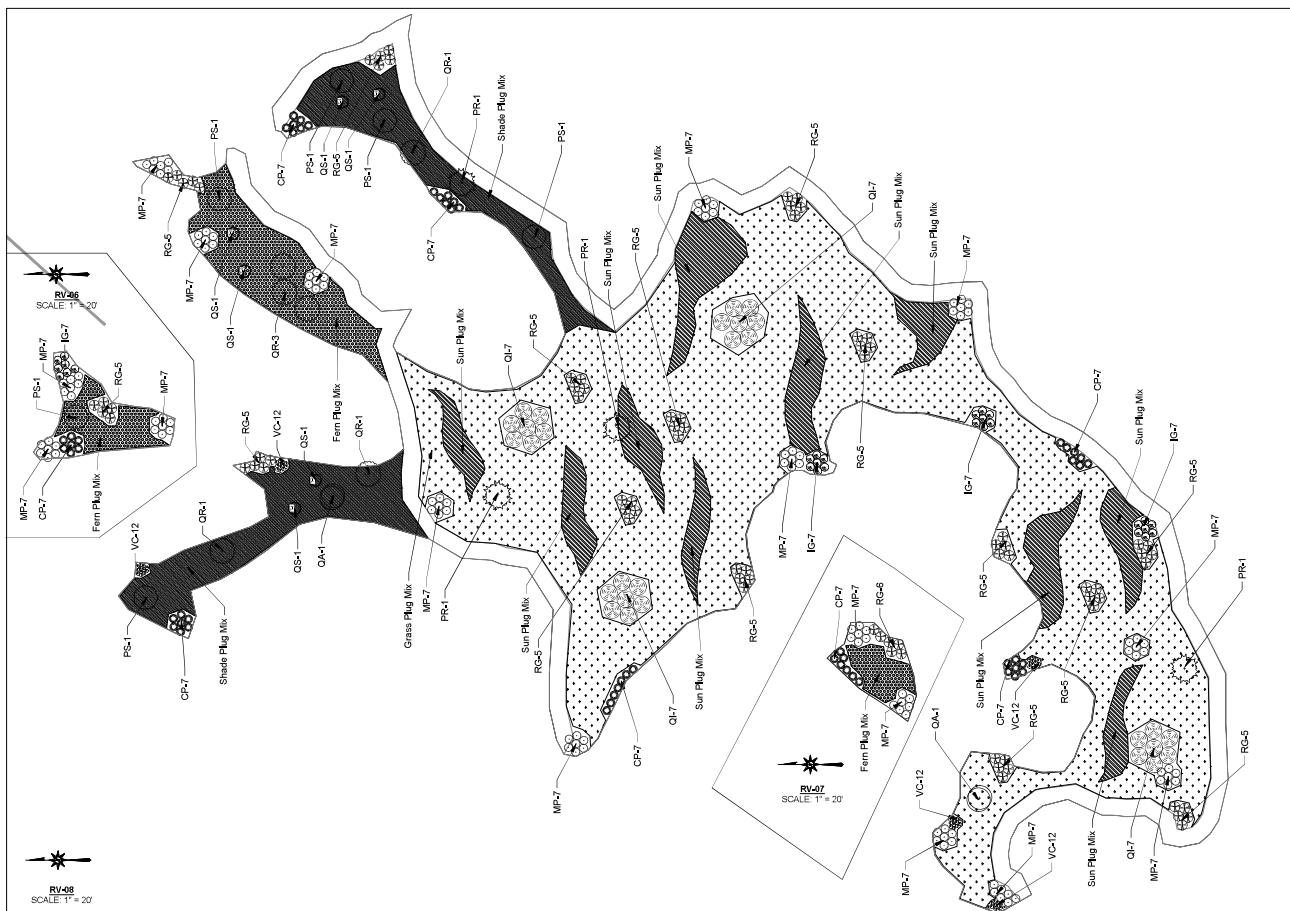 QR-1
PR-1
Shade Plug Mix
PS-1
CP-7
PS-1
QS-1
RG-5
QS-1
PS-1
CP-7
PS-1
MP-7
RG-5
MP-7
QS-1
QS-1
QR-3
MP-7
Fern Plug Mix
RV-06
SCALE: 1" = 20'
PS-1
MP-7
IG-7
RG-5
MP-7
MP-7
CP-7
Fern Plug Mix
RG-5
VC-12
QS-1
QR-1
VC-12
QR-1
QS-1
QA-1
PS-1
CP-7
Shade Plug Mix
Sun Plug Mix
QI-7
RG-5
PR-1
Sun Plug Mix
RG-5
Sun Plug Mix
MP-7
RG-5
QI-7
Sun Plug Mix
Sun Plug Mix
MP-7
Grass Plug Mix
MP-7
PR-1
Sun Plug Mix
RG-5
MP-7
CP-7
QI-7
Sun Plug Mix
RG-5
MP-7
IG-7
RG-5
IG-7
CP-7
Sun Plug Mix
IG-7
RG-5
MP-7
PR-1
RG-5
CP-7
MP-7
RG-6
Fern Plug Mix
MP-7
RV-07
SCALE: 1" = 20'
Sun Plug Mix
CP-7
VC-12
RG-5
RG-5
QA-1
VC-12
MP-7
MP-7
VC-12
Sun Plug Mix
QI-7
MP-7
RG-5
RV-08
SCALE: 1" = 20'